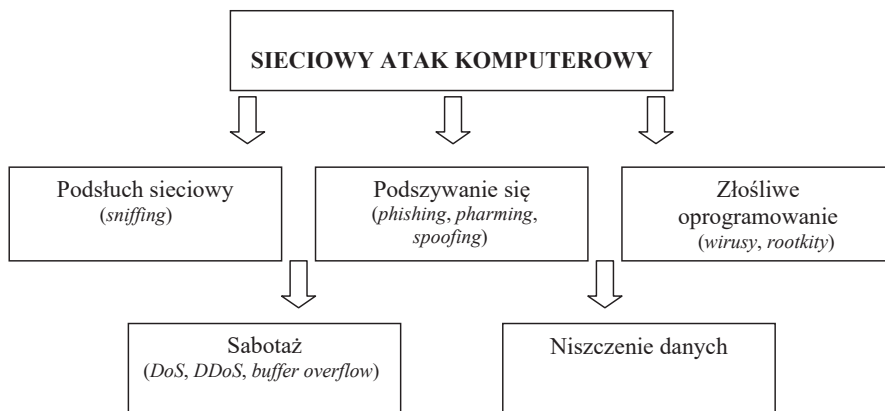 SIECIOWY ATAK KOMPUTEROWY
Podsłuch sieciowy
(sniffing)
Podszywanie się
(phishing, pharming,
spoofing)
Złośliwe
oprogramowanie
(wirusy, rootkity)
Sabotaż
(DoS, DDoS, buffer overflow)
Niszczenie danych